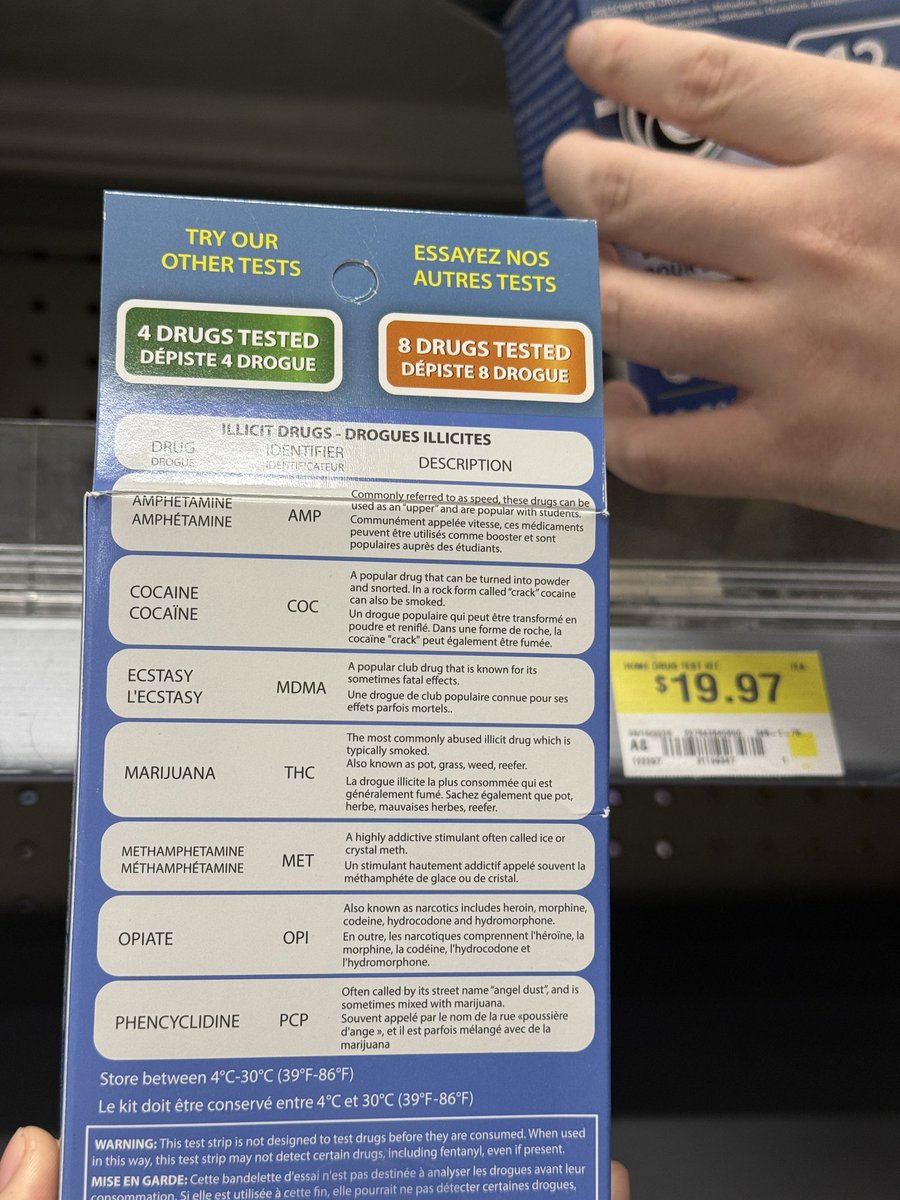 TRY OUR
OTHER TESTS
ESSAYEZ NOS
AUTRES TESTS
4 DRUGS TESTED
DÉPISTE 4 DROGUE
8 DRUGS TESTED
DÉPISTE 8 DROGUE
ILLICIT DRUGS - DROGUES ILLICITES
DRUG
DROGUE
IDENTIFIER
IDENTIFICATEUR
DESCRIPTION
AMPHETAMINE
AMPHÉTAMINE
AMP
Commonly referred to as speed, these drugs can be
used as an "upper" and are popular with students.
Communément appelée vitesse, ces médicaments
peuvent être utilisés comme booster et sont
populaires auprès des étudiants.
COCAINE
COCAÏNE
COC
A popular drug that can be turned into powder
and snorted. In a rock form called "crack" cocaine
can also be smoked.
Un drogue populaire qui peut être transformé en
poudre et reniflé. Dans une forme de roche, la
cocaïne "crack" peut également être fumée.
ECSTASY
L'ECSTASY
MDMA
A popular club drug that is known for its
sometimes fatal effects.
Une drogue de club populaire connue pour ses
effets parfois mortels..
MARIJUANA
THC
The most commonly abused illicit drug which is
typically smoked.
Also known as pot, grass, weed, reefer.
La drogue illicite la plus consommée qui est
généralement fumé. Sachez également que pot,
herbe, mauvaises herbes, reefer.
METHAMPHETAMINE
MÉTHAMPHÉTAMINE
MET
A highly addictive stimulant often called ice or
crystal meth.
Un stimulant hautement addictif appelé souvent la
méthamphéte de glace ou de cristal.
OPIATE
OPI
Also known as narcotics includes heroin, morphine,
codeine, hydrocodone and hydromorphone.
En outre, les narcotiques comprennent l'héroïne, la
morphine, la codéine, l'hydrocodone et
l'hydromorphone.
PHENCYCLIDINE
PCP
Often called by its street name "angel dust", and is
sometimes mixed with marijuana.
Souvent appelé par le nom de la rue «poussière
d'ange », et il est parfois mélangé avec de la
marijuana
Store between 4°C-30°C (39°F-86°F)
Le kit doit être conservé entre 4°C et 30°C (39°F-86°F)
WARNING: This test strip is not designed to test drugs before they are consumed. When used
in this way, this test strip may not detect certain drugs, including fentanyl, even if present.
MISE EN GARDE: Cette bandelette d'essai n'est pas destinée à analyser les drogues avant leur
consommation. Si elle est utilisée à cette fin, elle pourrait ne pas détecter certaines drogues,
HOME DRUG TEST KIT
$19.97
A8